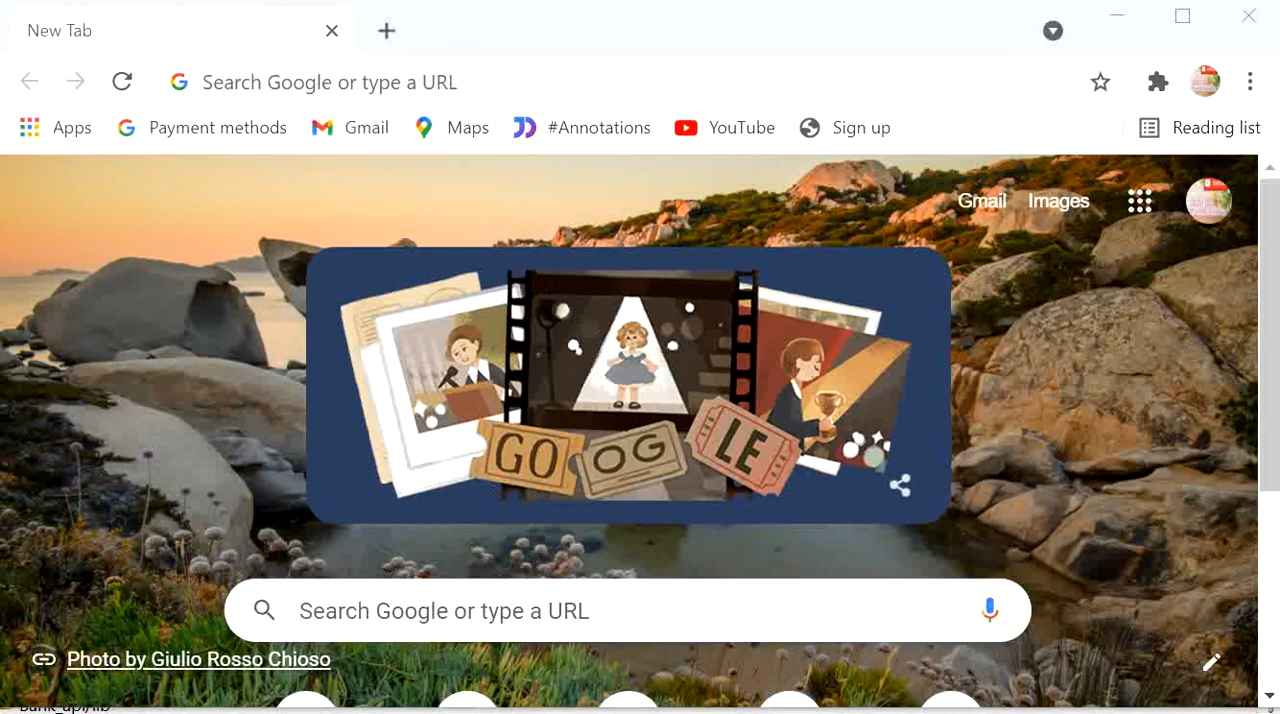 New Tab
Search Google or type a URL
Apps Payment methods Gmail Maps #Annotations YouTube Sign up Reading list
Gmail Images
GO OG LE
Search Google or type a URL
Photo by Giulio Rosso Chioso